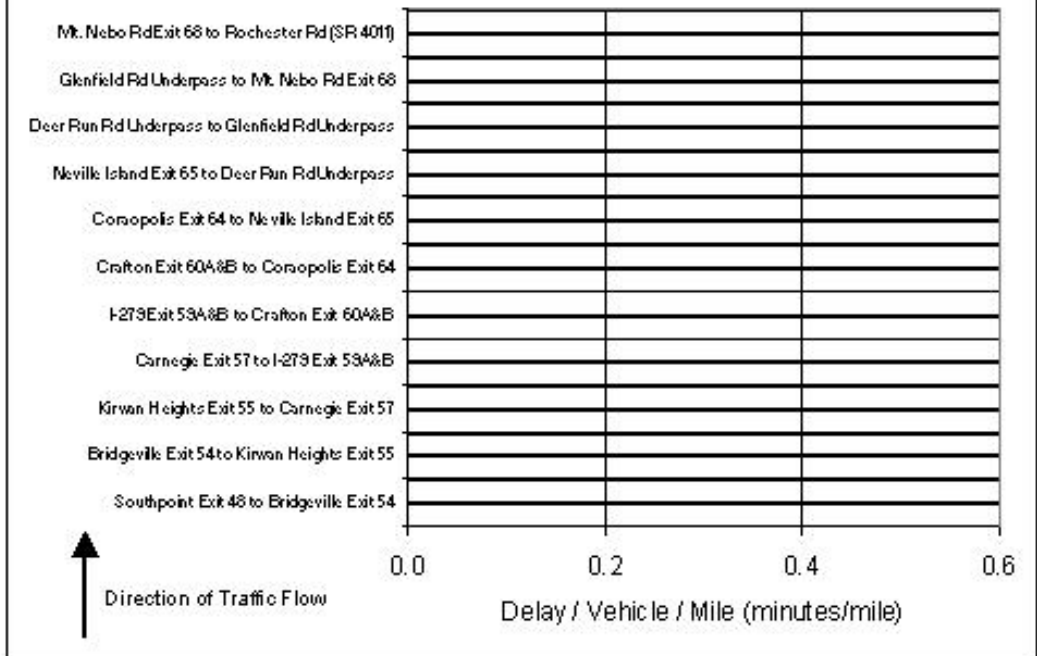 Mt. Nebo Rd Exit 68 to Rochester Rd (SR 4011)
Glenfield Rd Underpass to Mt. Nebo Rd Exit 68
Deer Run Rd Underpass to Glenfield Rd Underpass
Neville Island Exit 65 to Deer Run Rd Underpass
Coraopolis Exit 64 to Neville Island Exit 65
Crafton Exit 60A&B to Coraopolis Exit 64
I-279 Exit 59A&B to Crafton Exit 60A&B
Carnegie Exit 57 to I-279 Exit 59A&B
Kirwan Heights Exit 55 to Carnegie Exit 57
Bridgeville Exit 54 to Kirwan Heights Exit 55
Southpoint Exit 48 to Bridgeville Exit 54
0.0 0.2 0.4 0.6
Direction of Traffic Flow
Delay / Vehicle / Mile (minutes/mile)